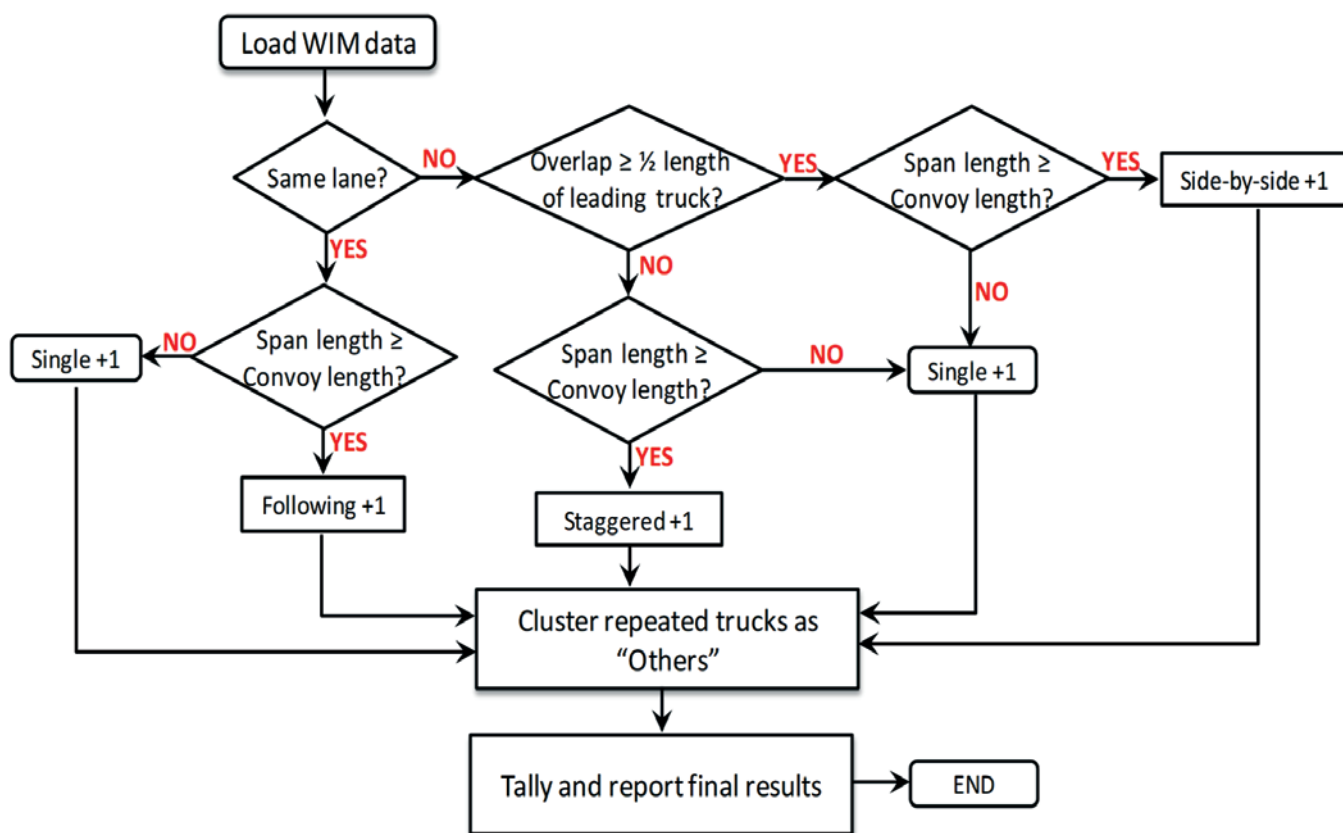 Load WIM data
Same lane?
NO
Overlap ≥ ½ length
of leading truck?
YES
Span length ≥
Convoy length?
YES
Side-by-side +1
YES
NO
NO
Single +1
NO
Span length ≥
Convoy length?
Span length ≥
Convoy length?
NO
Single +1
YES
YES
Following +1
Staggered +1
Cluster repeated trucks as
“Others”
Tally and report final results
END